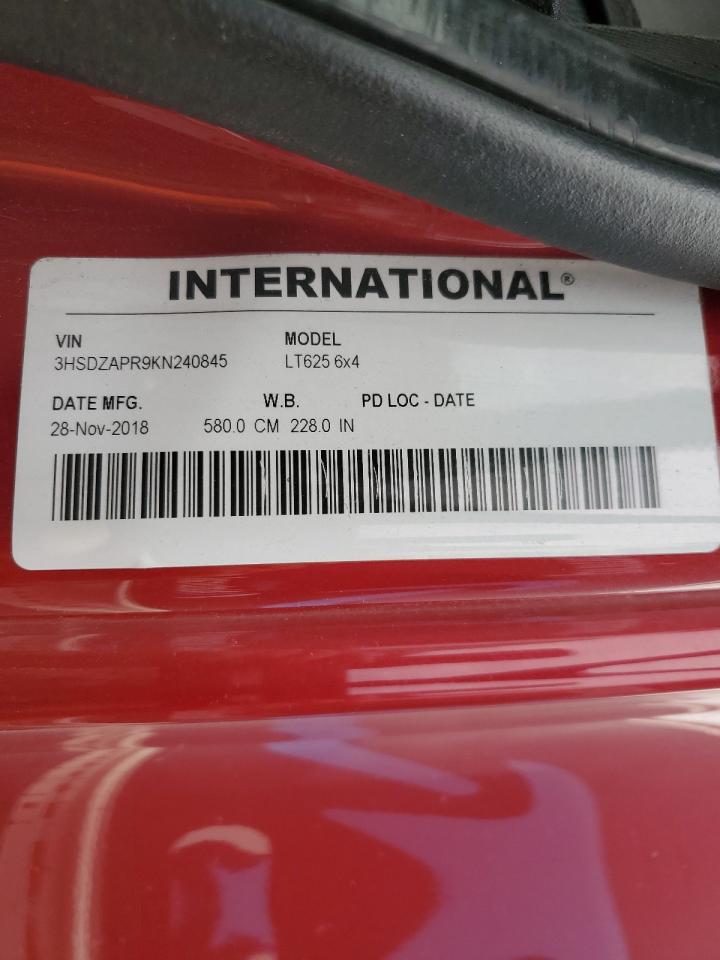 INTERNATIONAL®
VIN MODEL
3HSDZAPR9KN240845 LT625 6x4
DATE MFG. W.B. PD LOC - DATE
28-Nov-2018 580.0 CM 228.0 IN